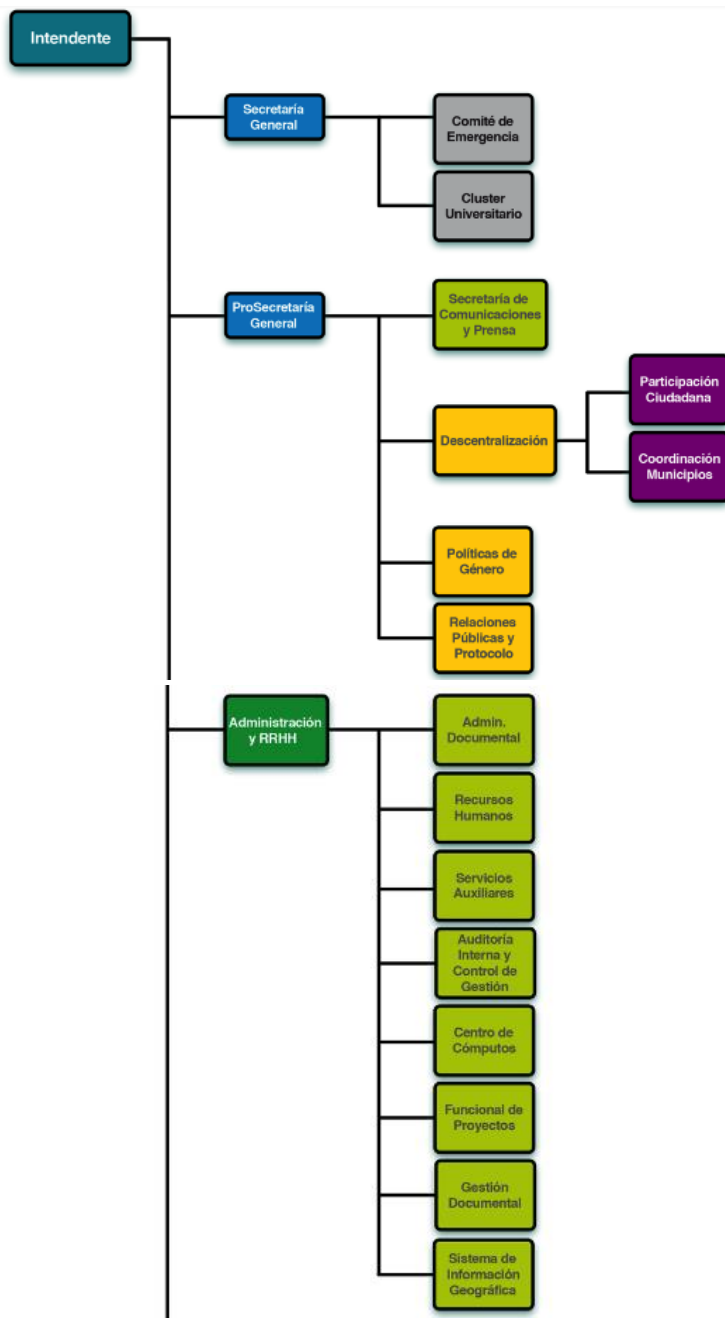 Intendente
Secretaría
General
Comité de
Emergencia
Cluster
Universitario
ProSecretaría
General
Secretaría de
Comunicaciones
y Prensa
Descentralización
Participación
Ciudadana
Coordinación
Municipios
Políticas de
Género
Relaciones
Públicas y
Protocolo
Administración
y RRHH
Admin.
Documental
Recursos
Humanos
Servicios
Auxiliares
Auditoría
Interna y
Control de
Gestión
Centro de
Cómputos
Funcional de
Proyectos
Gestión
Documental
Sistema de
Información
Geográfica